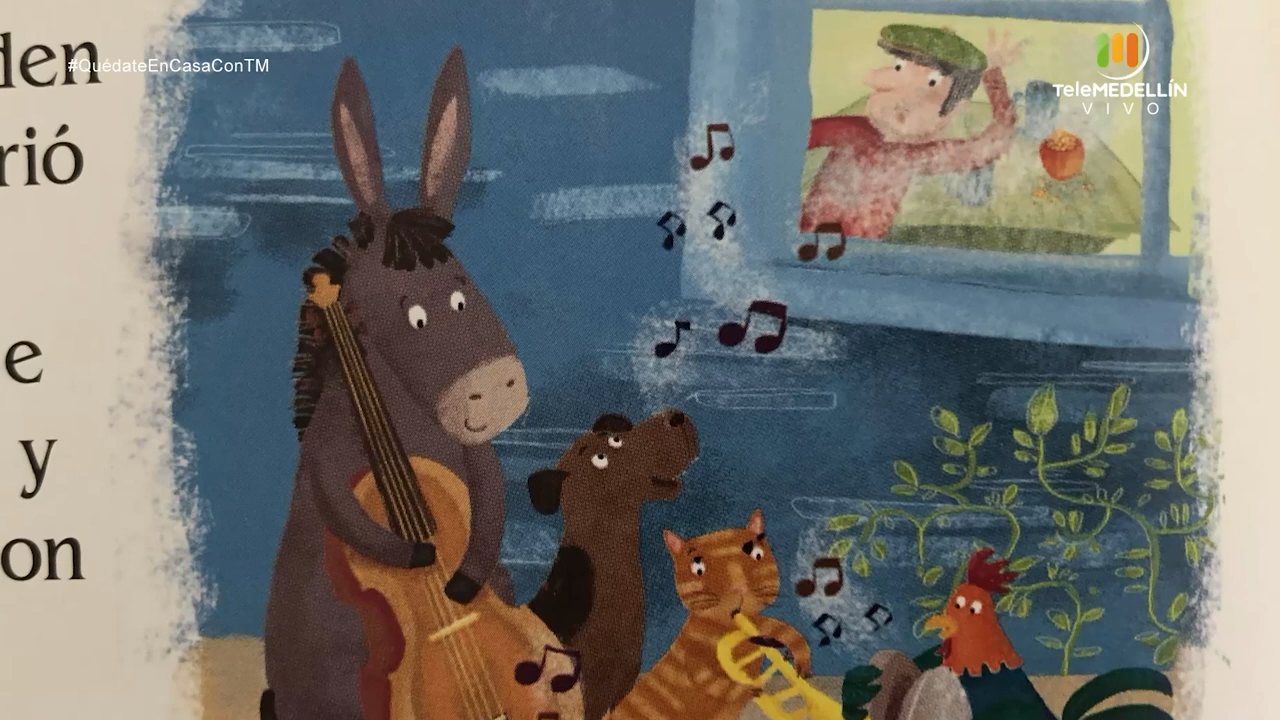 den
#QuédateEnCasaConTM
TeleMEDELLÍN
VIVO
rió
e
y
on